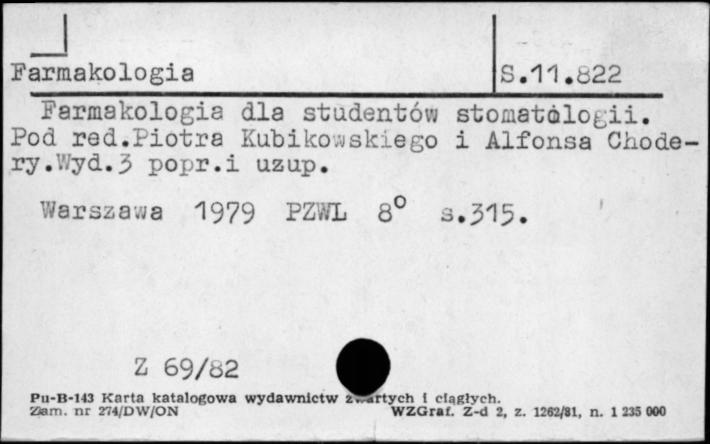 Farmakologia S.11.822
Farmakologia dla studentów stomatologii.
Pod red.Piotra Kubikowskiego i Alfonsa Chode-
ry.Wyd.3 popr.i uzup.
Warszawa 1979 PZWL 8° s.315.
Z 69/82
Pu-B-143 Karta katalogowa wydawnictw zwartych i ciągłych.
Zam. nr 274/DW/ON WZGraf. Z-d 2, z. 1262/81, n. 1 235 000